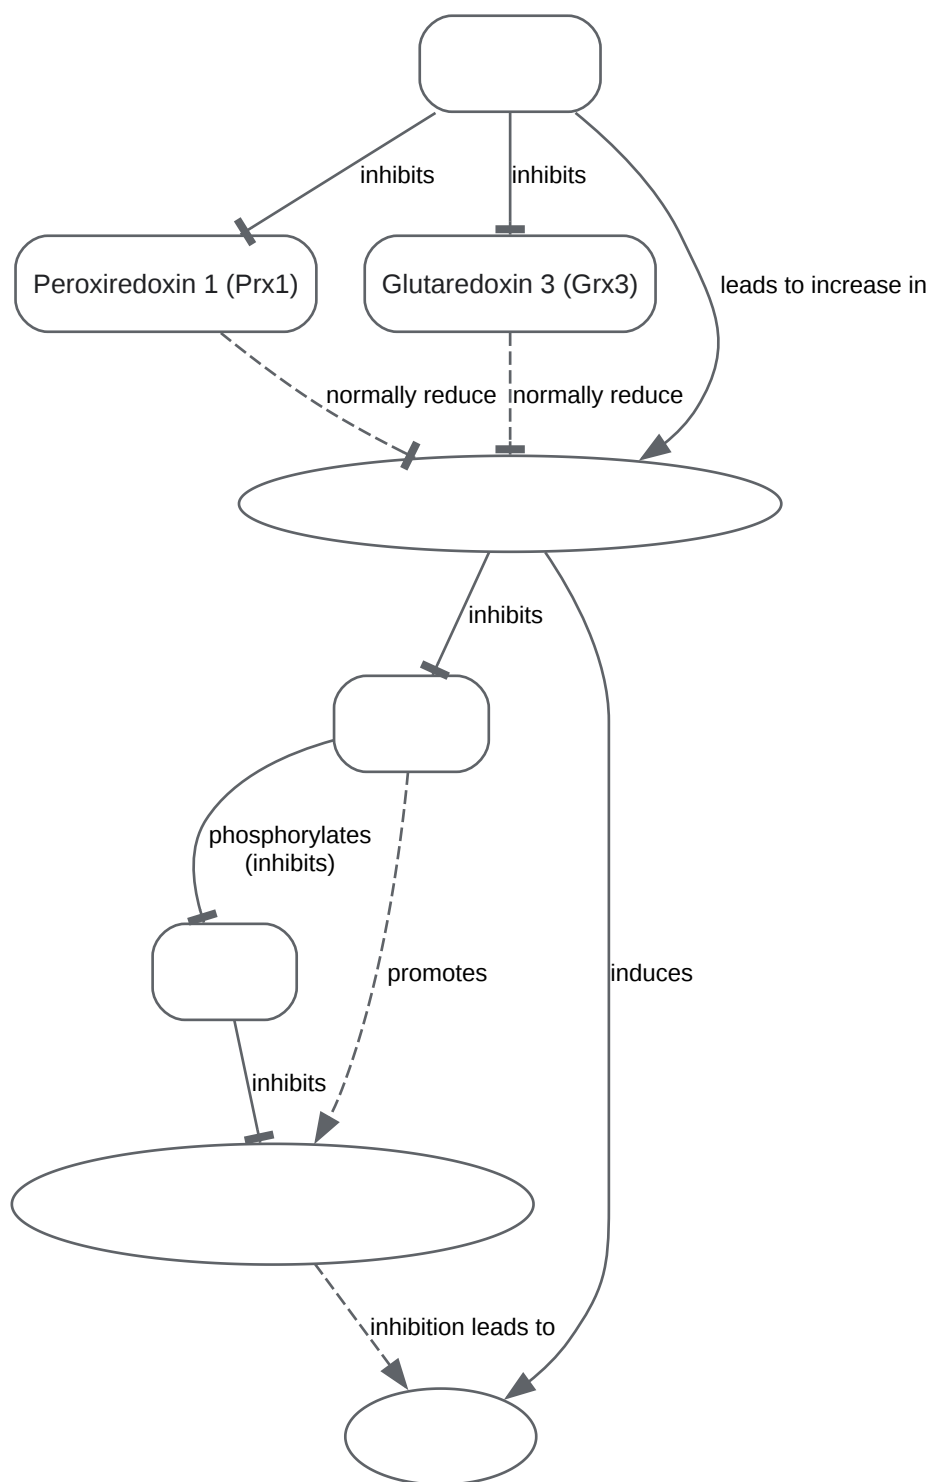 inhibits
inhibits
Peroxiredoxin 1 (Prx1)
Glutaredoxin 3 (Grx3)
leads to increase in
normally reduce
normally reduce
inhibits
phosphorylates
(inhibits)
promotes
induces
inhibits
inhibition leads to